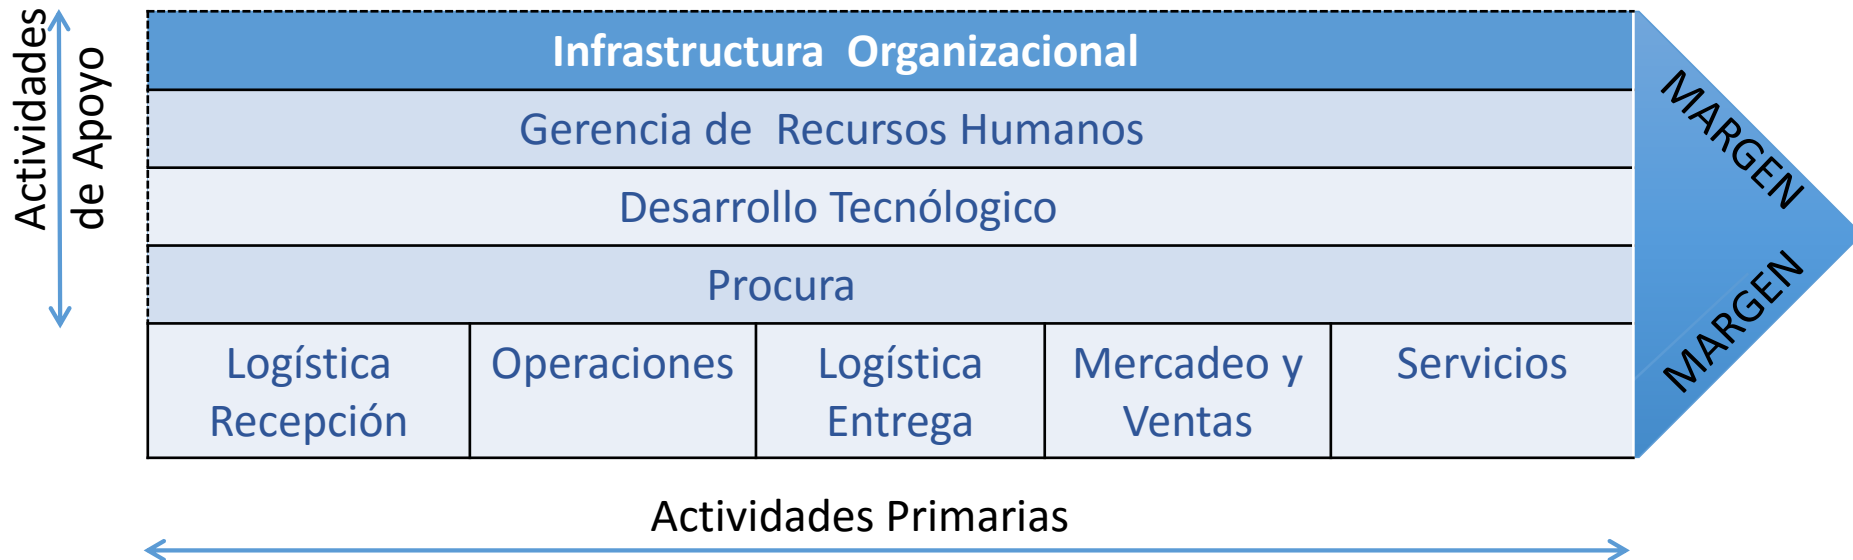 Actividades
de Apoyo
Infrastructura Organizacional
Gerencia de Recursos Humanos
Desarrollo Tecnólogico
Procura
Logística
Recepción
Operaciones
Logística
Entrega
Mercadeo y
Ventas
Servicios
MARGEN
MARGEN
Actividades Primarias